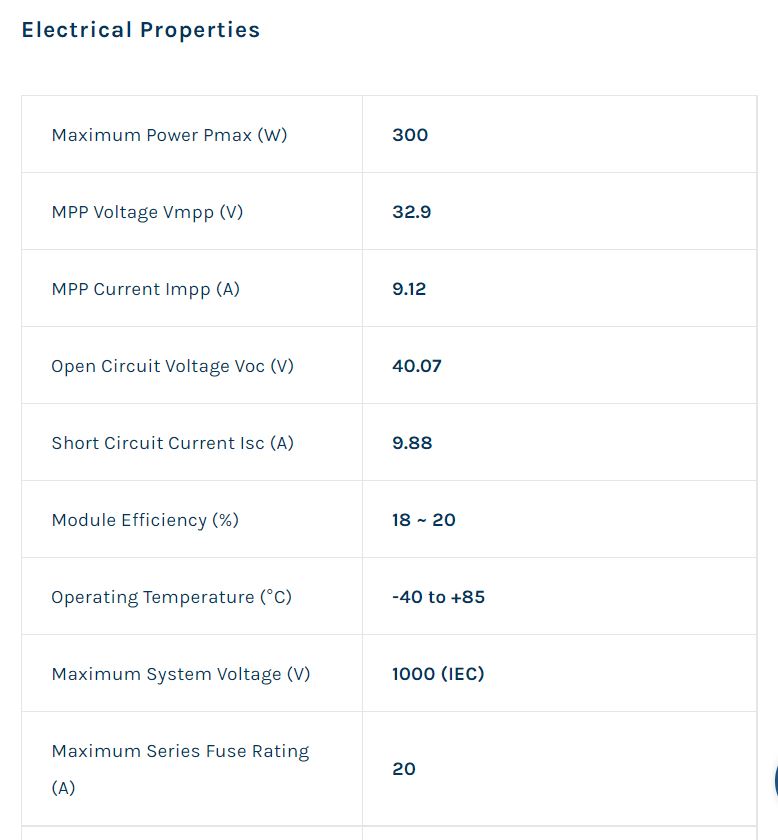 Electrical Properties
Maximum Power Pmax (W) 300
MPP Voltage Vmpp (V) 32.9
MPP Current Impp (A) 9.12
Open Circuit Voltage Voc (V) 40.07
Short Circuit Current Isc (A) 9.88
Module Efficiency (%) 18 ~ 20
Operating Temperature (°C) -40 to +85
Maximum System Voltage (V) 1000 (IEC)
Maximum Series Fuse Rating
(A) 20